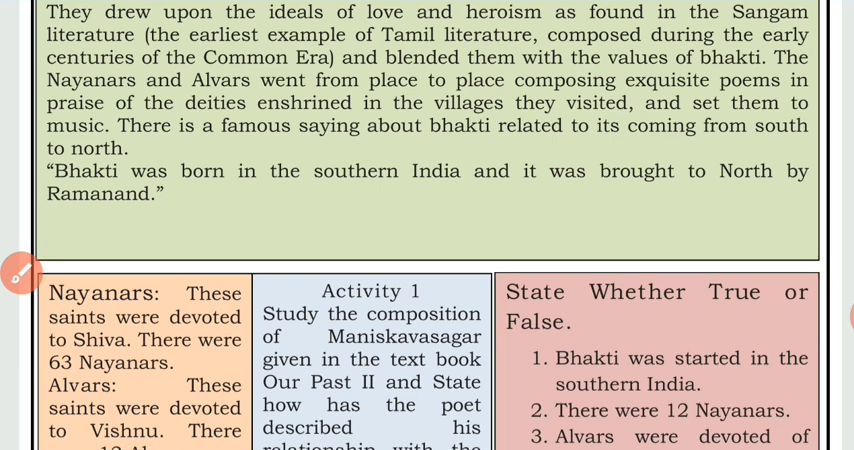 They drew upon the ideals of love and heroism as found in the Sangam
literature (the earliest example of Tamil literature, composed during the early
centuries of the Common Era) and blended them with the values of bhakti. The
Nayanars and Alvars went from place to place composing exquisite poems in
praise of the deities enshrined in the villages they visited, and set them to
music. There is a famous saying about bhakti related to its coming from south
to north.
“Bhakti was born in the southern India and it was brought to North by
Ramanand.”
Nayanars: These
saints were devoted
to Shiva. There were
63 Nayanars.
Alvars: These
saints were devoted
to Vishnu. There
Activity 1
Study the composition
of Maniskavasagar
given in the text book
Our Past II and State
how has the poet
described his
relationship with the
State Whether True or
False.
1. Bhakti was started in the
southern India.
2. There were 12 Nayanars.
3. Alvars were devoted of